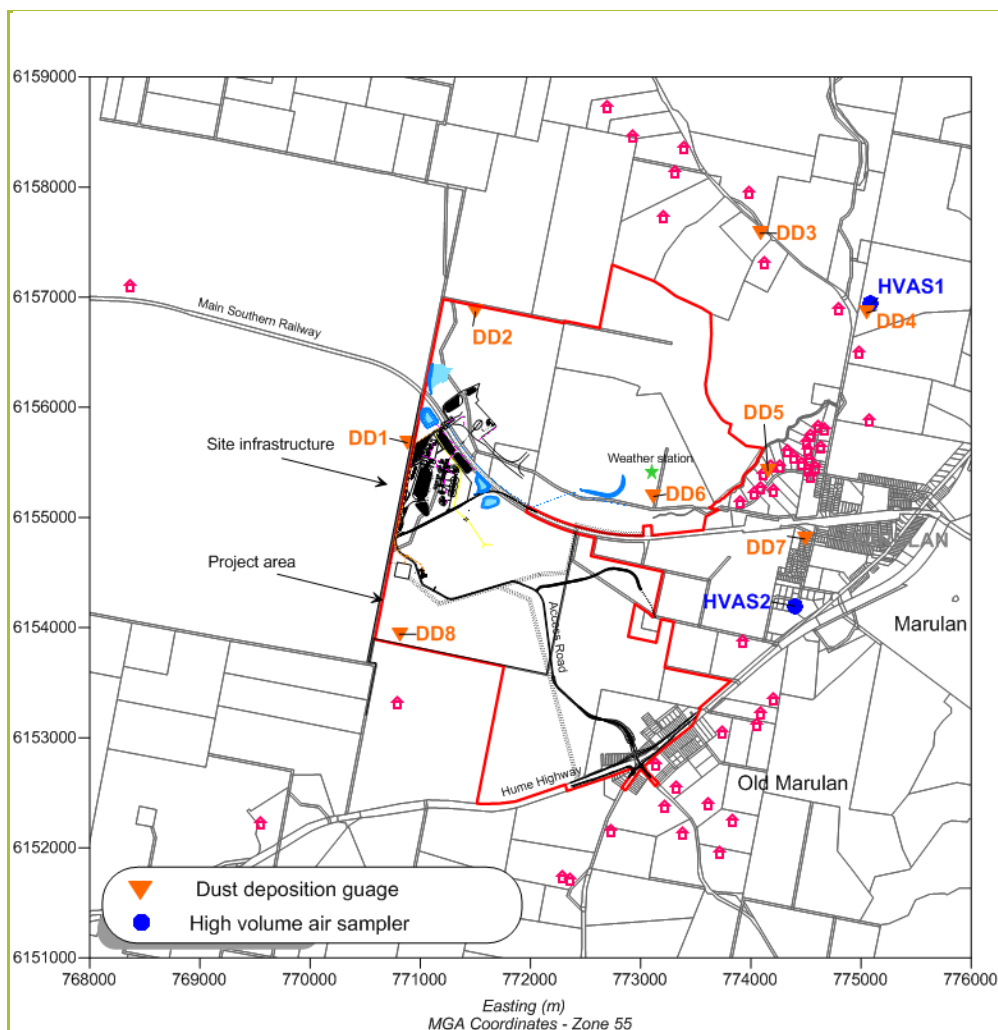 6159000
6158000
6157000
6156000
6155000
6154000
6153000
6152000
6151000
DD3
HVAS1
DD4
Main Southern Railway
DD2
DD5
DD1
Site infrastructure
Weather station
DD6
DD7
Project area
HVAS2
Marulan
DD8
Access Road
Hume Highway
Old Marulan
Dust deposition guage
High volume air sampler
768000 769000 770000 771000 772000 773000 774000 775000 776000
Easting (m)
MGA Coordinates - Zone 55